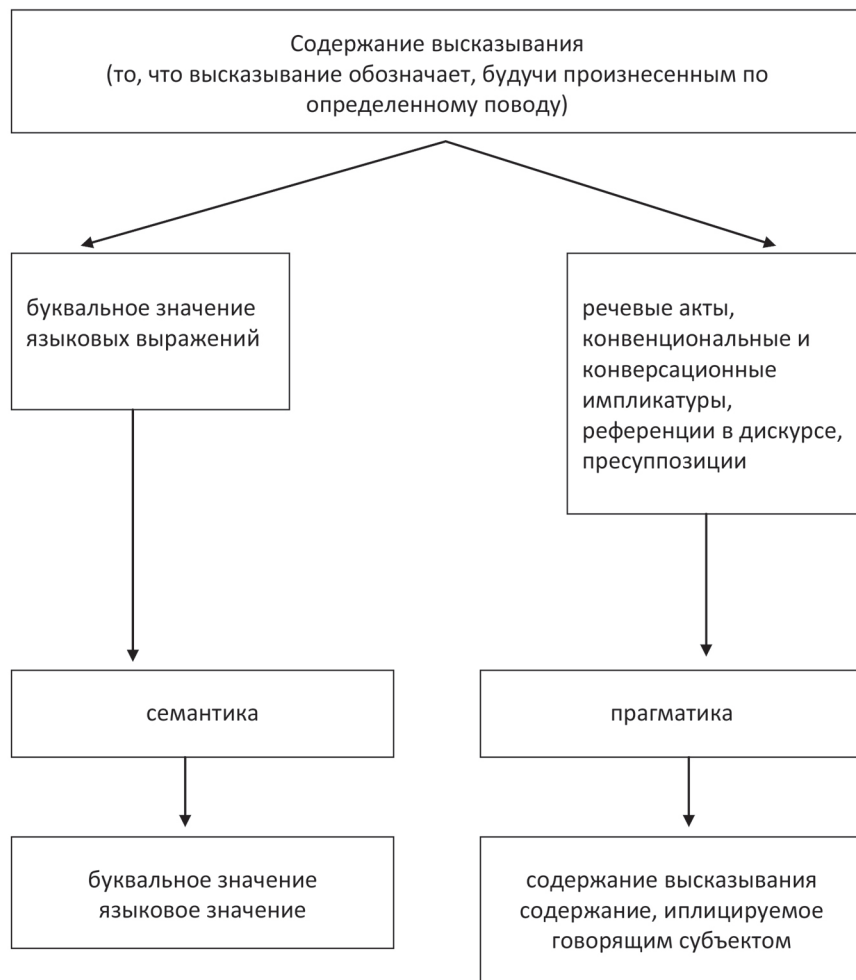 Содержание высказывания
(то, что высказывание обозначает, будучи произнесенным по
определенному поводу)
буквальное значение
языковых выражений
речевые акты,
конвенциональные и
конверсационные
импликатуры,
референции в дискурсе,
пресуппозиции
семантика
прагматика
буквальное значение
языковое значение
содержание высказывания
содержание, иплицируемое
говорящим субъектом